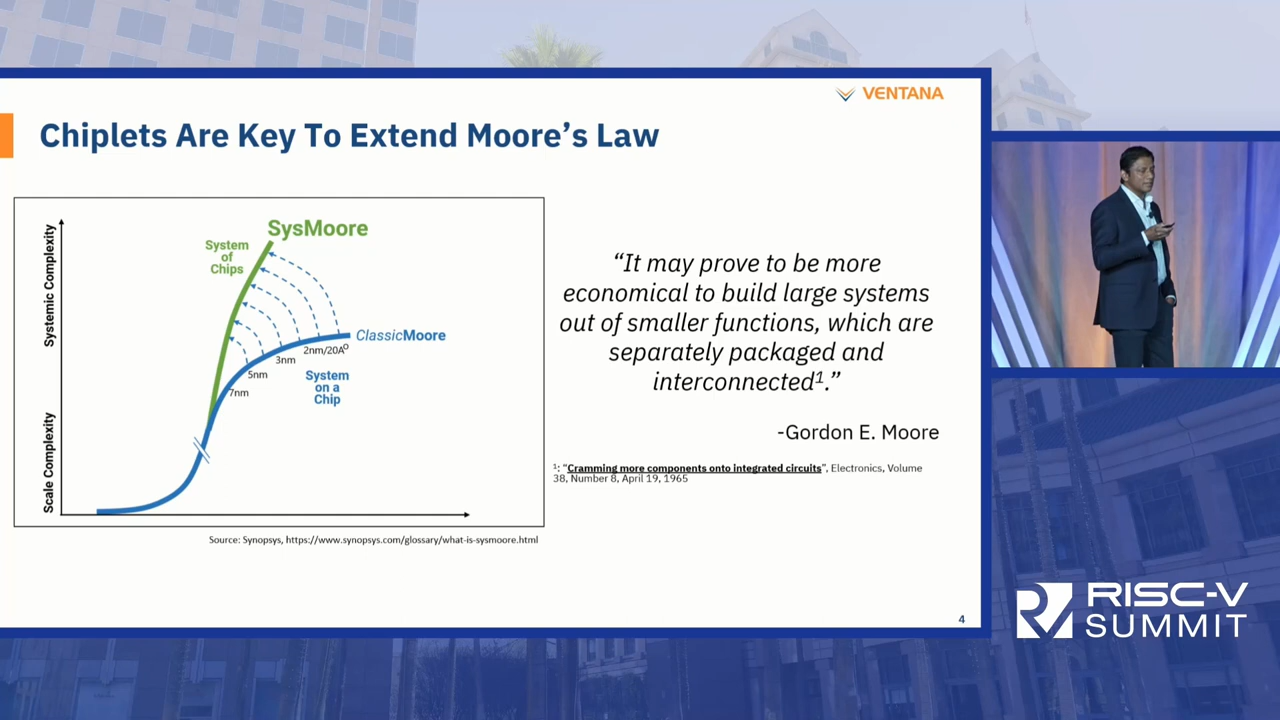 VENTANA
Chiplets Are Key To Extend Moore's Law
SysMoore
System
of
Chips
Systemic Complexity
Scale Complexity
ClassicMoore
2nm/20A⁰
3nm
5nm
7nm
System
on a
Chip
Source: Synopsys, https://www.synopsys.com/glossary/what-is-sysmoore.html
“It may prove to be more
economical to build large systems
out of smaller functions, which are
separately packaged and
interconnected¹.”
-Gordon E. Moore
¹: “Cramming more components onto integrated circuits”, Electronics, Volume
38, Number 8, April 19, 1965
4
RISC-V
SUMMIT